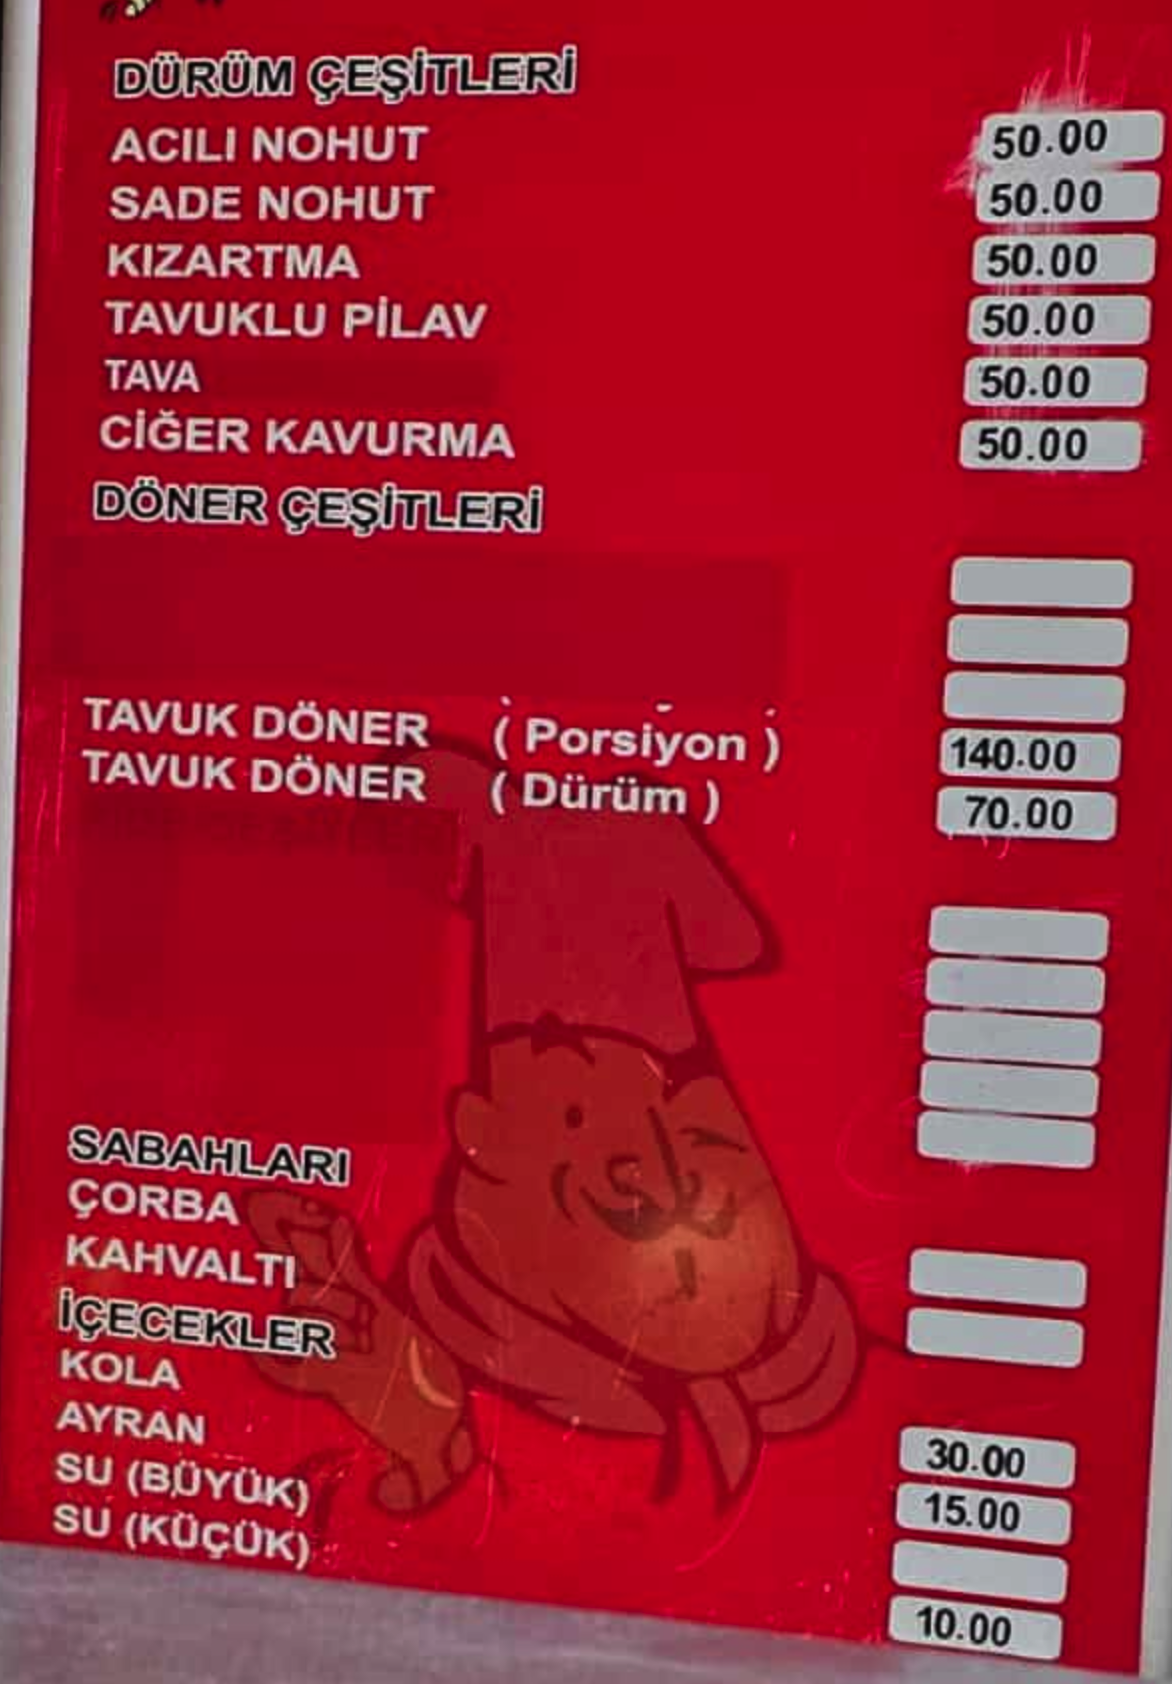 DÜRÜM ÇEŞİTLERİ
ACILI NOHUT 50.00
SADE NOHUT 50.00
KIZARTMA 50.00
TAVUKLU PİLAV 50.00
TAVA 50.00
CİĞER KAVURMA 50.00
DÖNER ÇEŞİTLERİ
TAVUK DÖNER ( Porsiyon ) 140.00
TAVUK DÖNER ( Dürüm ) 70.00
SABAHLARI
ÇORBA
KAHVALTI
İÇECEKLER
KOLA 30.00
AYRAN 15.00
SU (BÜYÜK)
SU (KÜÇÜK) 10.00